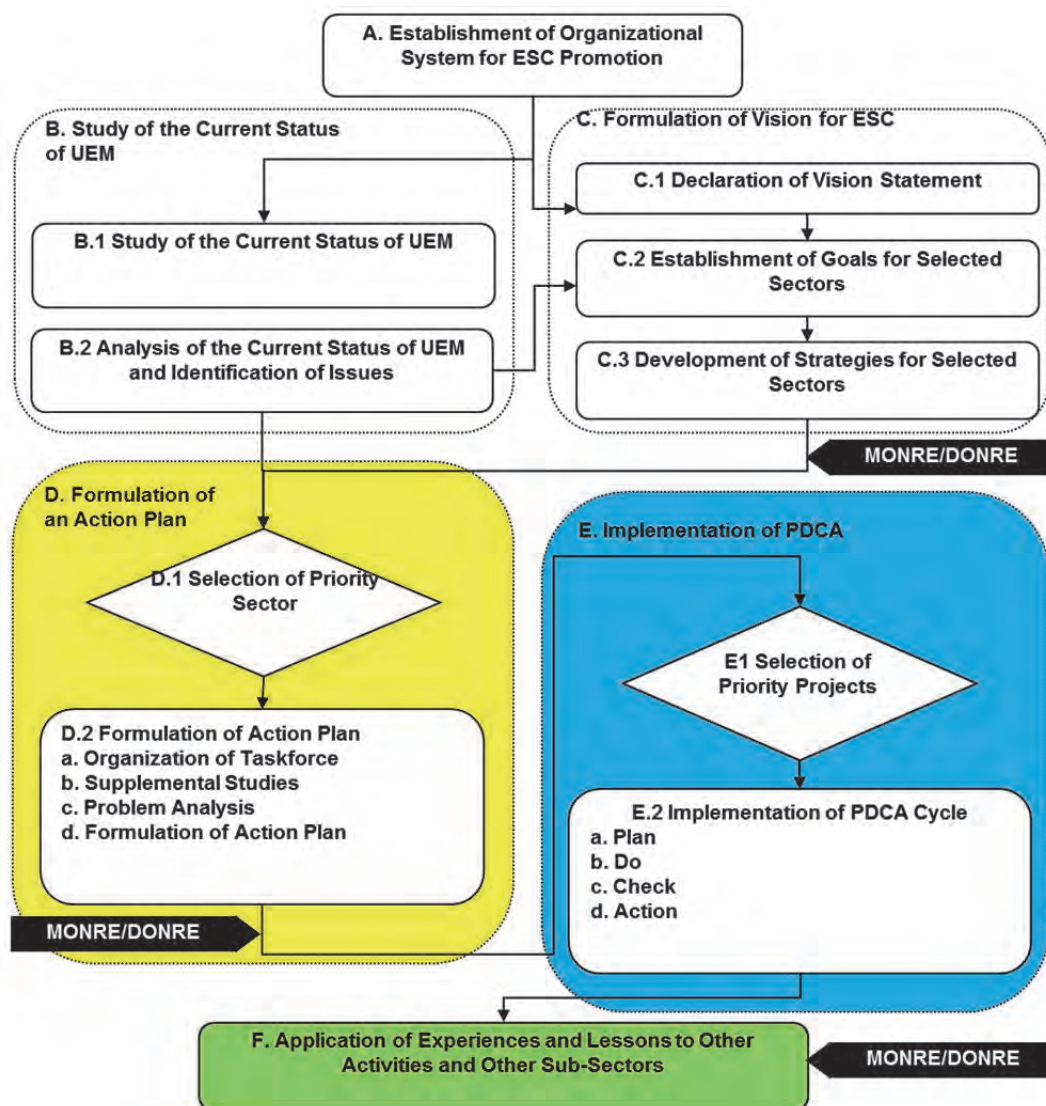 A. Establishment of Organizational
System for ESC Promotion
B. Study of the Current Status
of UEM
C. Formulation of Vision for ESC
C.1 Declaration of Vision Statement
B.1 Study of the Current Status of UEM
C.2 Establishment of Goals for Selected
Sectors
B.2 Analysis of the Current Status of UEM
and Identification of Issues
C.3 Development of Strategies for Selected
Sectors
MONRE/DONRE
D. Formulation of
an Action Plan
E. Implementation of PDCA
D.1 Selection of Priority
Sector
E1 Selection of
Priority Projects
D.2 Formulation of Action Plan
a. Organization of Taskforce
b. Supplemental Studies
c. Problem Analysis
d. Formulation of Action Plan
E.2 Implementation of PDCA Cycle
a. Plan
b. Do
c. Check
d. Action
MONRE/DONRE
F. Application of Experiences and Lessons to Other
Activities and Other Sub-Sectors
MONRE/DONRE